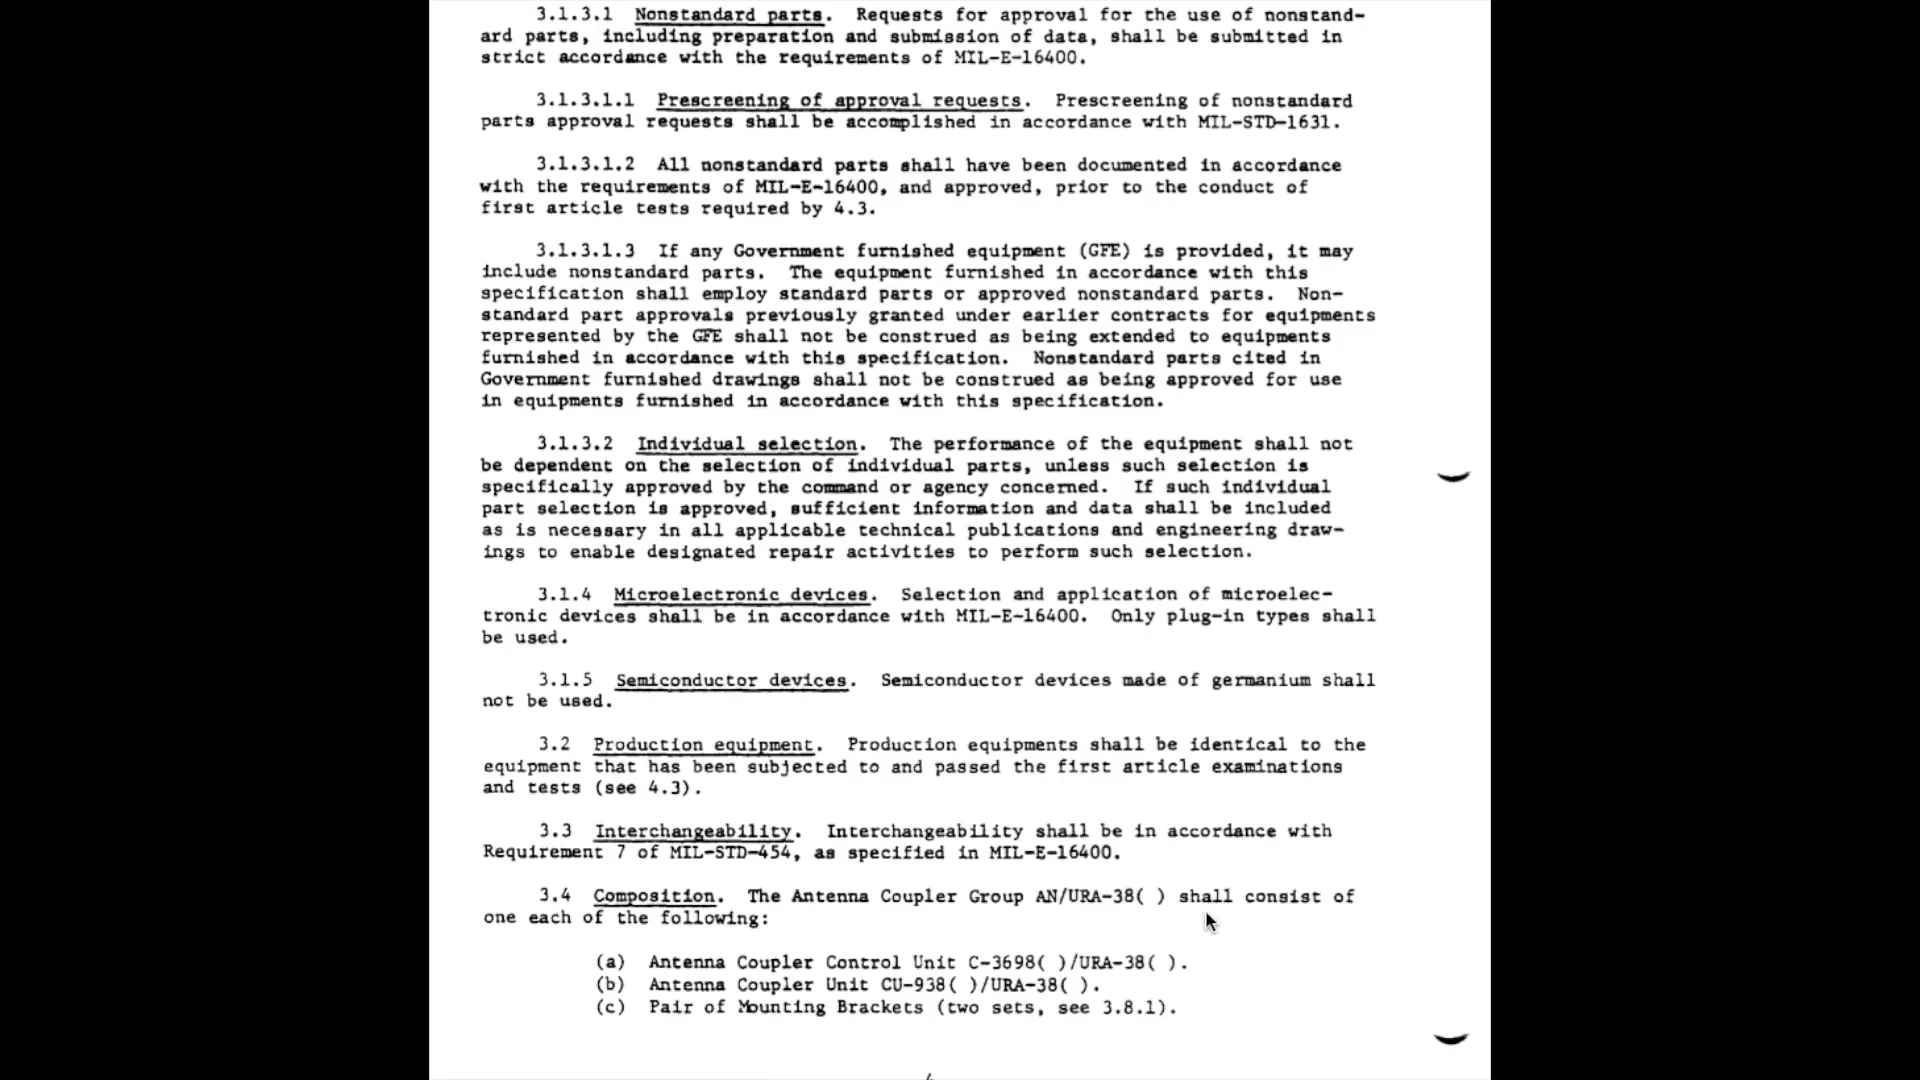 3.1.3.1 Nonstandard parts. Requests for approval for the use of nonstand-
ard parts, including preparation and submission of data, shall be submitted in
strict accordance with the requirements of MIL-E-16400.
3.1.3.1.1 Prescreening of approval requests. Prescreening of nonstandard
parts approval requests shall be accomplished in accordance with MIL-STD-1631.
3.1.3.1.2 All nonstandard parts shall have been documented in accordance
with the requirements of MIL-E-16400, and approved, prior to the conduct of
first article tests required by 4.3.
3.1.3.1.3 If any Government furnished equipment (GFE) is provided, it may
include nonstandard parts. The equipment furnished in accordance with this
specification shall employ standard parts or approved nonstandard parts. Non-
standard part approvals previously granted under earlier contracts for equipments
represented by the GFE shall not be construed as being extended to equipments
furnished in accordance with this specification. Nonstandard parts cited in
Government furnished drawings shall not be construed as being approved for use
in equipments furnished in accordance with this specification.
3.1.3.2 Individual selection. The performance of the equipment shall not
be dependent on the selection of individual parts, unless such selection is
specifically approved by the command or agency concerned. If such individual
part selection is approved, sufficient information and data shall be included
as is necessary in all applicable technical publications and engineering draw-
ings to enable designated repair activities to perform such selection.
3.1.4 Microelectronic devices. Selection and application of microelec-
tronic devices shall be in accordance with MIL-E-16400. Only plug-in types shall
be used.
3.1.5 Semiconductor devices. Semiconductor devices made of germanium shall
not be used.
3.2 Production equipment. Production equipments shall be identical to the
equipment that has been subjected to and passed the first article examinations
and tests (see 4.3).
3.3 Interchangeability. Interchangeability shall be in accordance with
Requirement 7 of MIL-STD-454, as specified in MIL-E-16400.
3.4 Composition. The Antenna Coupler Group AN/URA-38( ) shall consist of
one each of the following:
(a) Antenna Coupler Control Unit C-3698( )/URA-38( ).
(b) Antenna Coupler Unit CU-938( )/URA-38( ).
(c) Pair of Mounting Brackets (two sets, see 3.8.1).